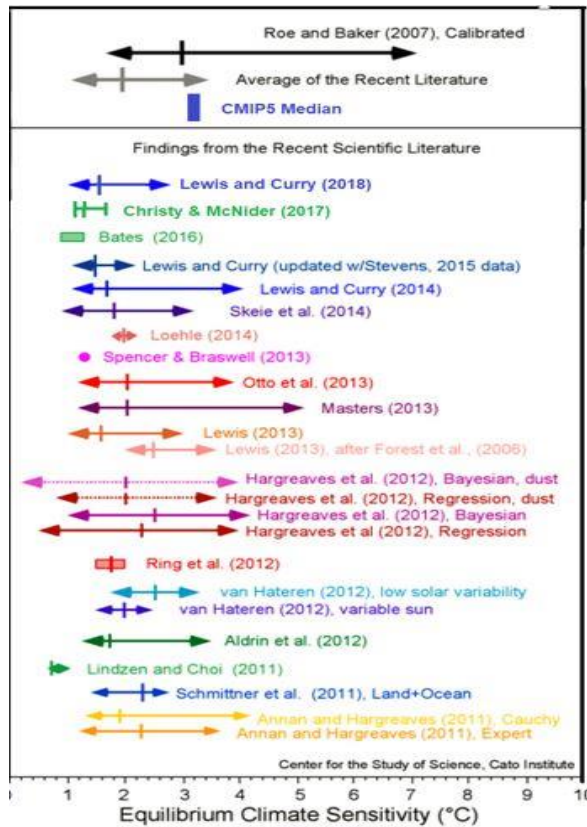 Roe and Baker (2007), Calibrated
Average of the Recent Literature
CMIP5 Median
Findings from the Recent Scientific Literature
Lewis and Curry (2018)
Christy & McNider (2017)
Bates (2016)
Lewis and Curry (updated w/Stevens, 2015 data)
Lewis and Curry (2014)
Skeie et al. (2014)
Loehle (2014)
Spencer & Braswell (2013)
Otto et al. (2013)
Masters (2013)
Lewis (2013)
Lewis (2013), after Forest et al., (2006)
Hargreaves et al. (2012), Bayesian, dust
Hargreaves et al. (2012), Regression, dust
Hargreaves et al. (2012), Bayesian
Hargreaves et al (2012), Regression
Ring et al. (2012)
van Hateren (2012), low solar variability
van Hateren (2012), variable sun
Aldrin et al. (2012)
Lindzen and Choi (2011)
Schmittner et al. (2011), Land+Ocean
Annan and Hargreaves (2011), Cauchy
Annan and Hargreaves (2011), Expert
Center for the Study of Science, Cato Institute
1 2 3 4 5 6 7 8 9 10
Equilibrium Climate Sensitivity (°C)